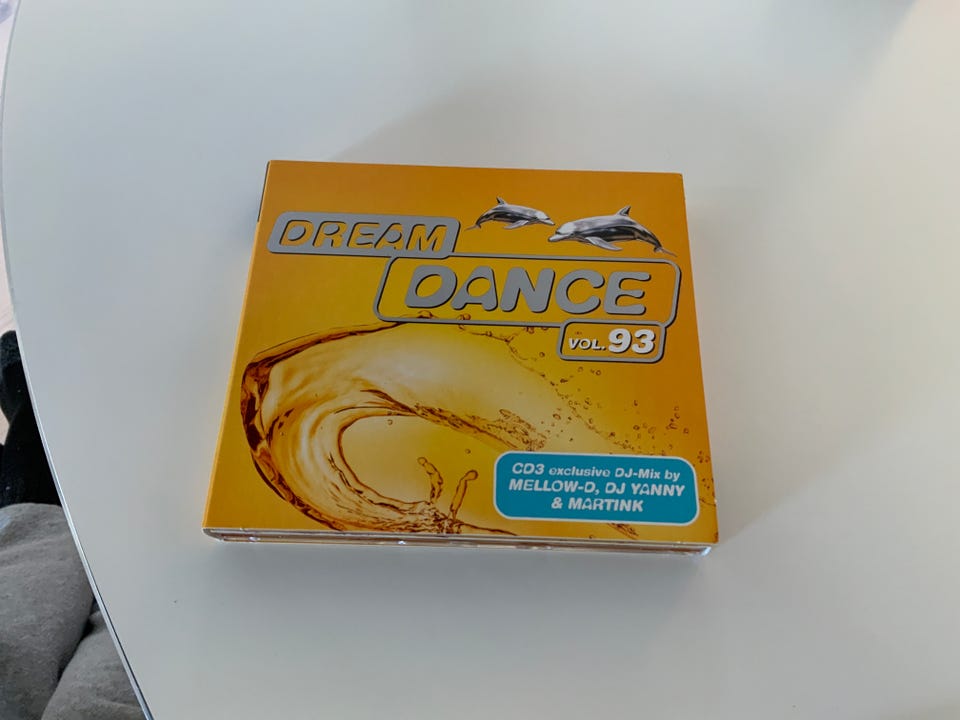 DREAM
DANCE
VOL. 93
CD3 exclusive DJ-Mix by
MELLOW-D, DJ YANNY
& MARTINK